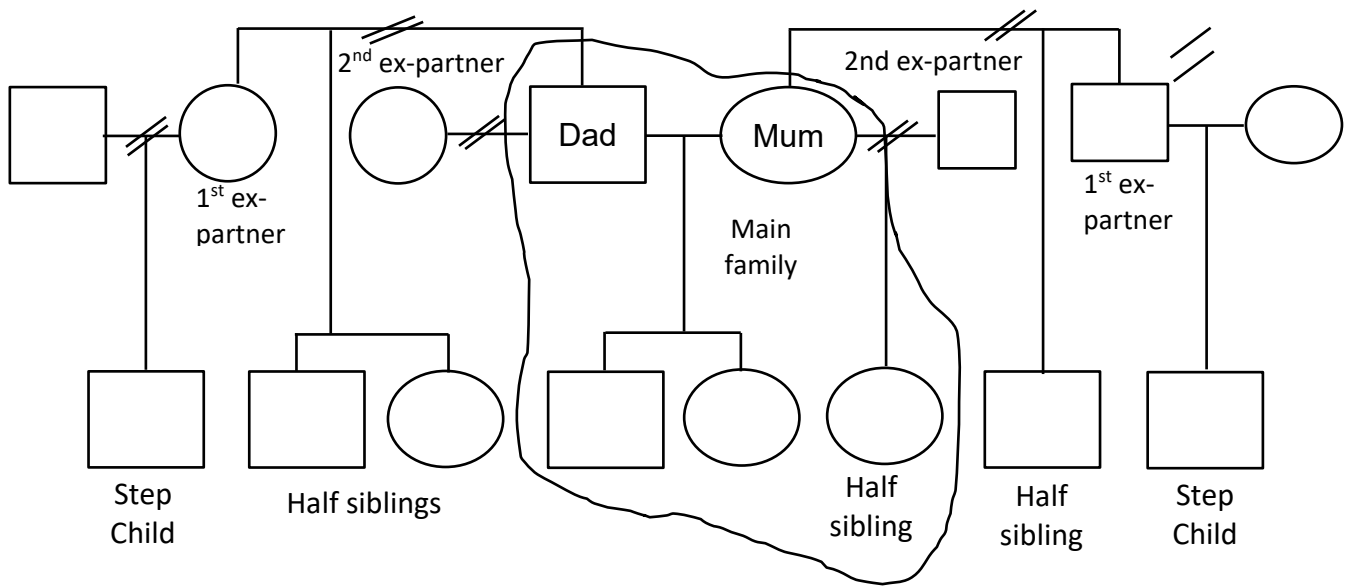 2nd ex-partner
2nd ex-partner
Dad
Mum
1st ex-
partner
1st ex-
partner
Main
family
Step
Child
Half siblings
Half
sibling
Half
sibling
Step
Child